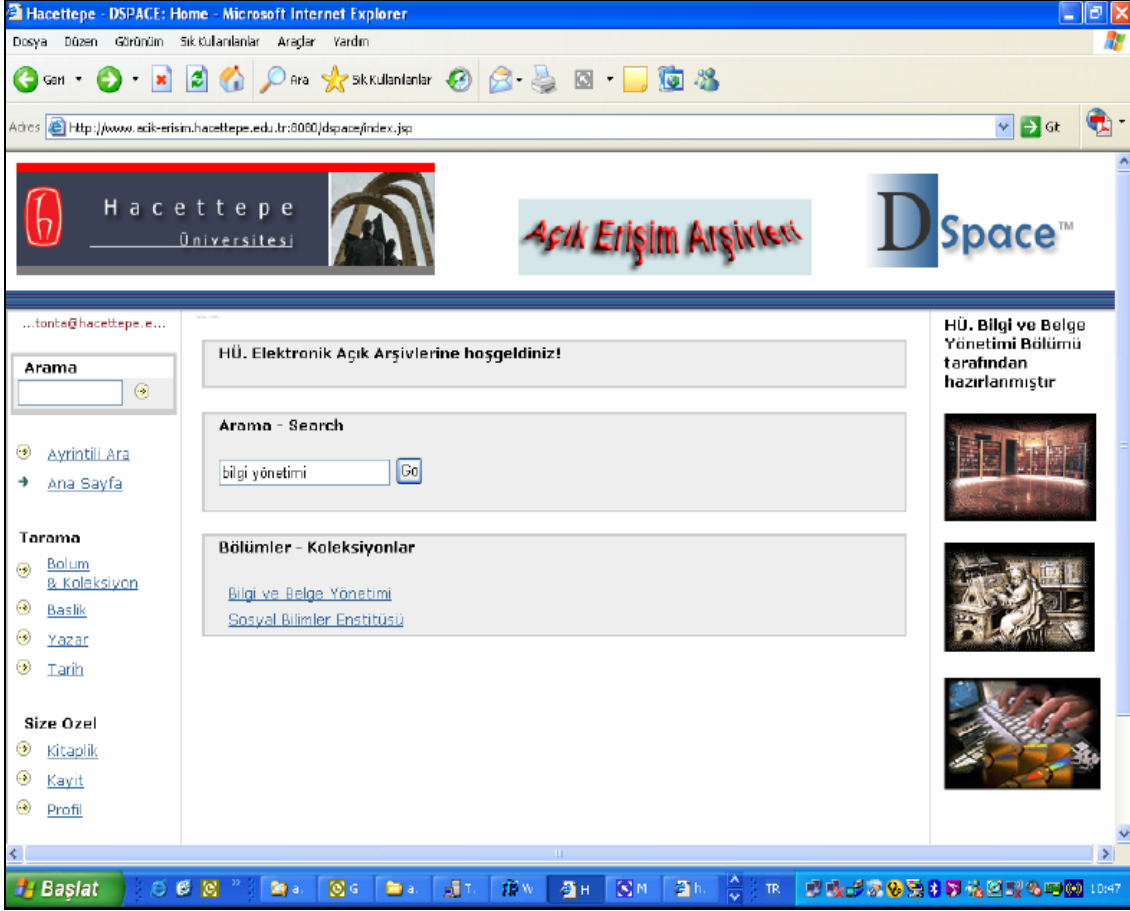 Hacettepe - DSPACE: Home - Microsoft Internet Explorer
Dosya Düzen Görünüm Sık Kullanılanlar Araçlar Yardım
Geri Ara Sık Kullanılanlar
Adres http://www.acik-erisim.hacettepe.edu.tr:8080/dspace/index.jsp Git
Hacettepe
Üniversitesi
Açık Erişim Arşivleri
DSpace™
...tonta@hacettepe.e...
Arama
Ayrintili Ara
Ana Sayfa
Tarama
Bolum
& Koleksiyon
Baslik
Yazar
Tarih
Size Ozel
Kitaplik
Kayit
Profil
HÜ. Elektronik Açık Arşivlerine hoşgeldiniz!
Arama - Search
bilgi yönetimi Go
Bölümler - Koleksiyonlar
Bilgi ve Belge Yönetimi
Sosyal Bilimler Enstitüsü
HÜ. Bilgi ve Belge
Yönetimi Bölümü
tarafından
hazırlanmıştır
Başlat a. G a. T. W H M h. TR 10:47